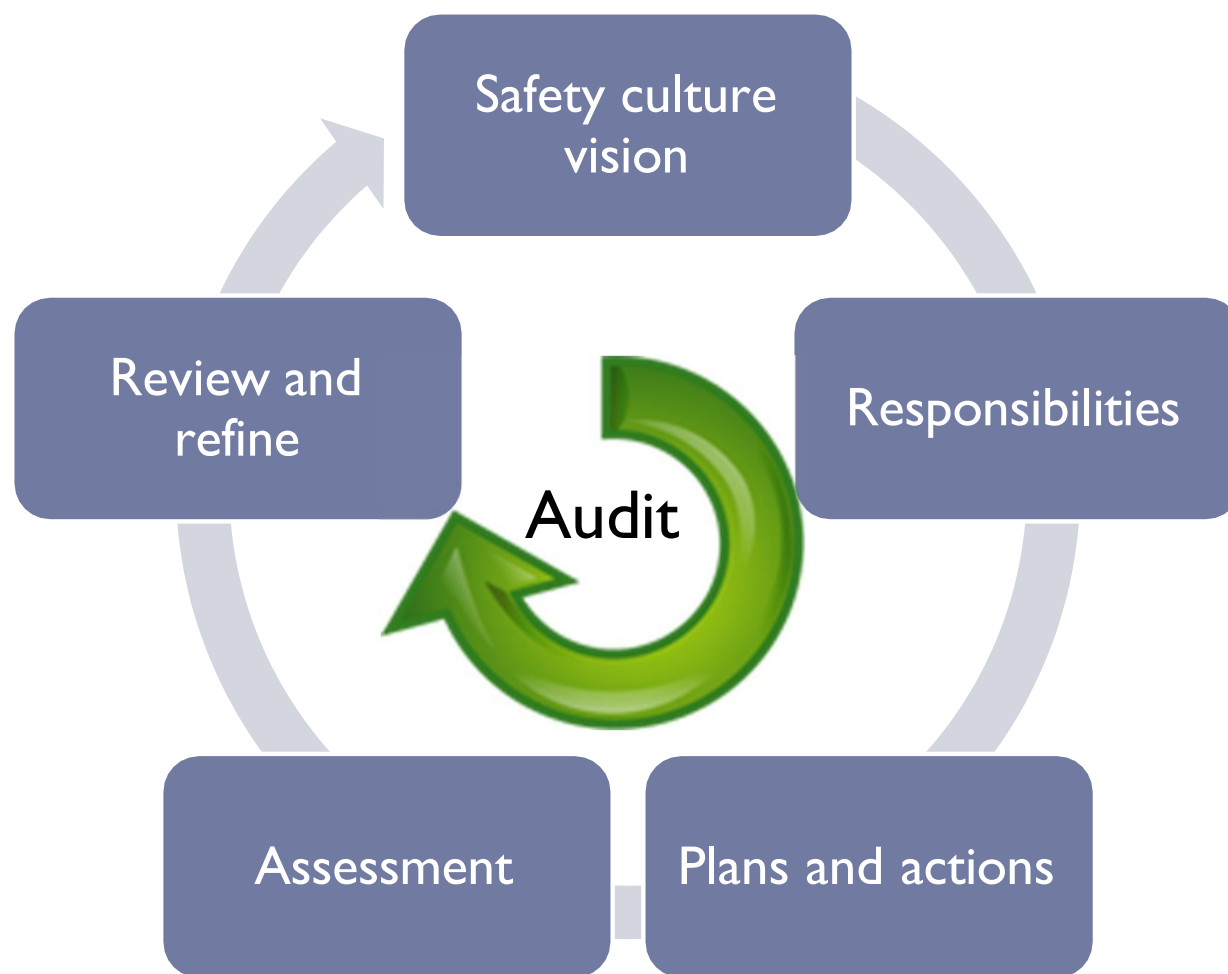 Safety culture
vision
Responsibilities
Plans and actions
Assessment
Review and
refine
Audit